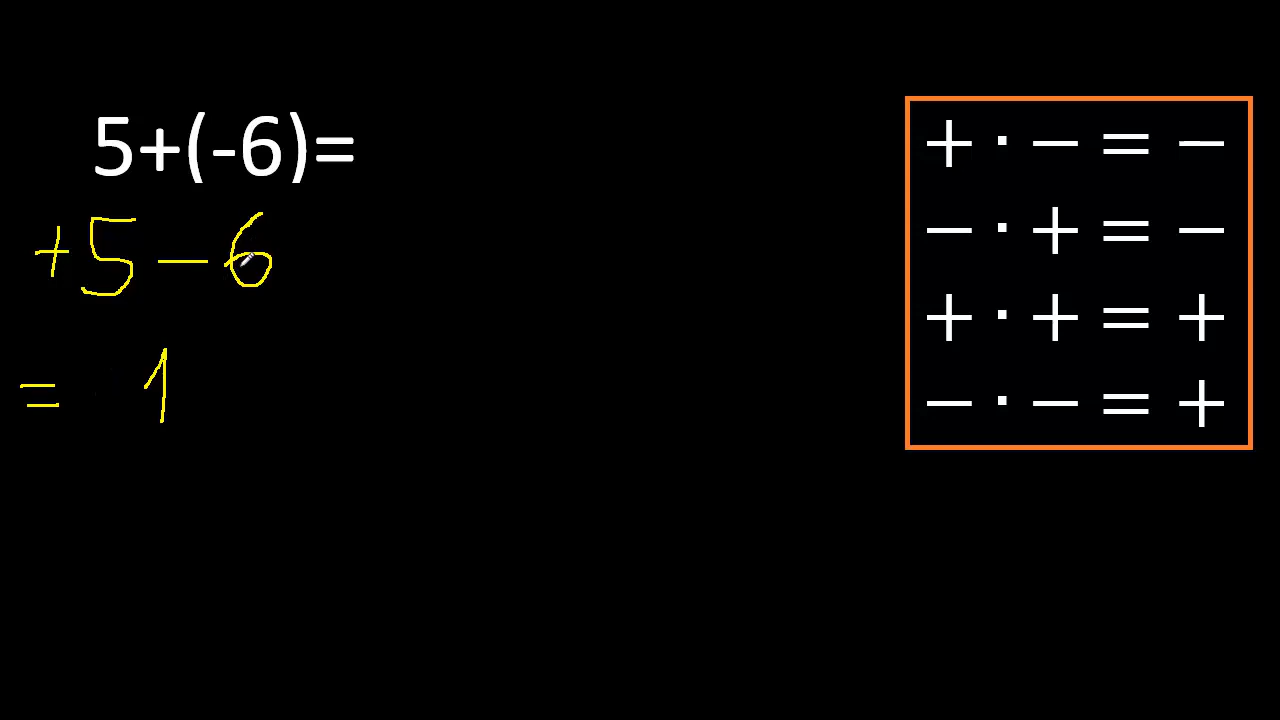 5+(-6)=
+5-6
= 1
+ · − = −
− · + = −
+ · + = +
− · − = +